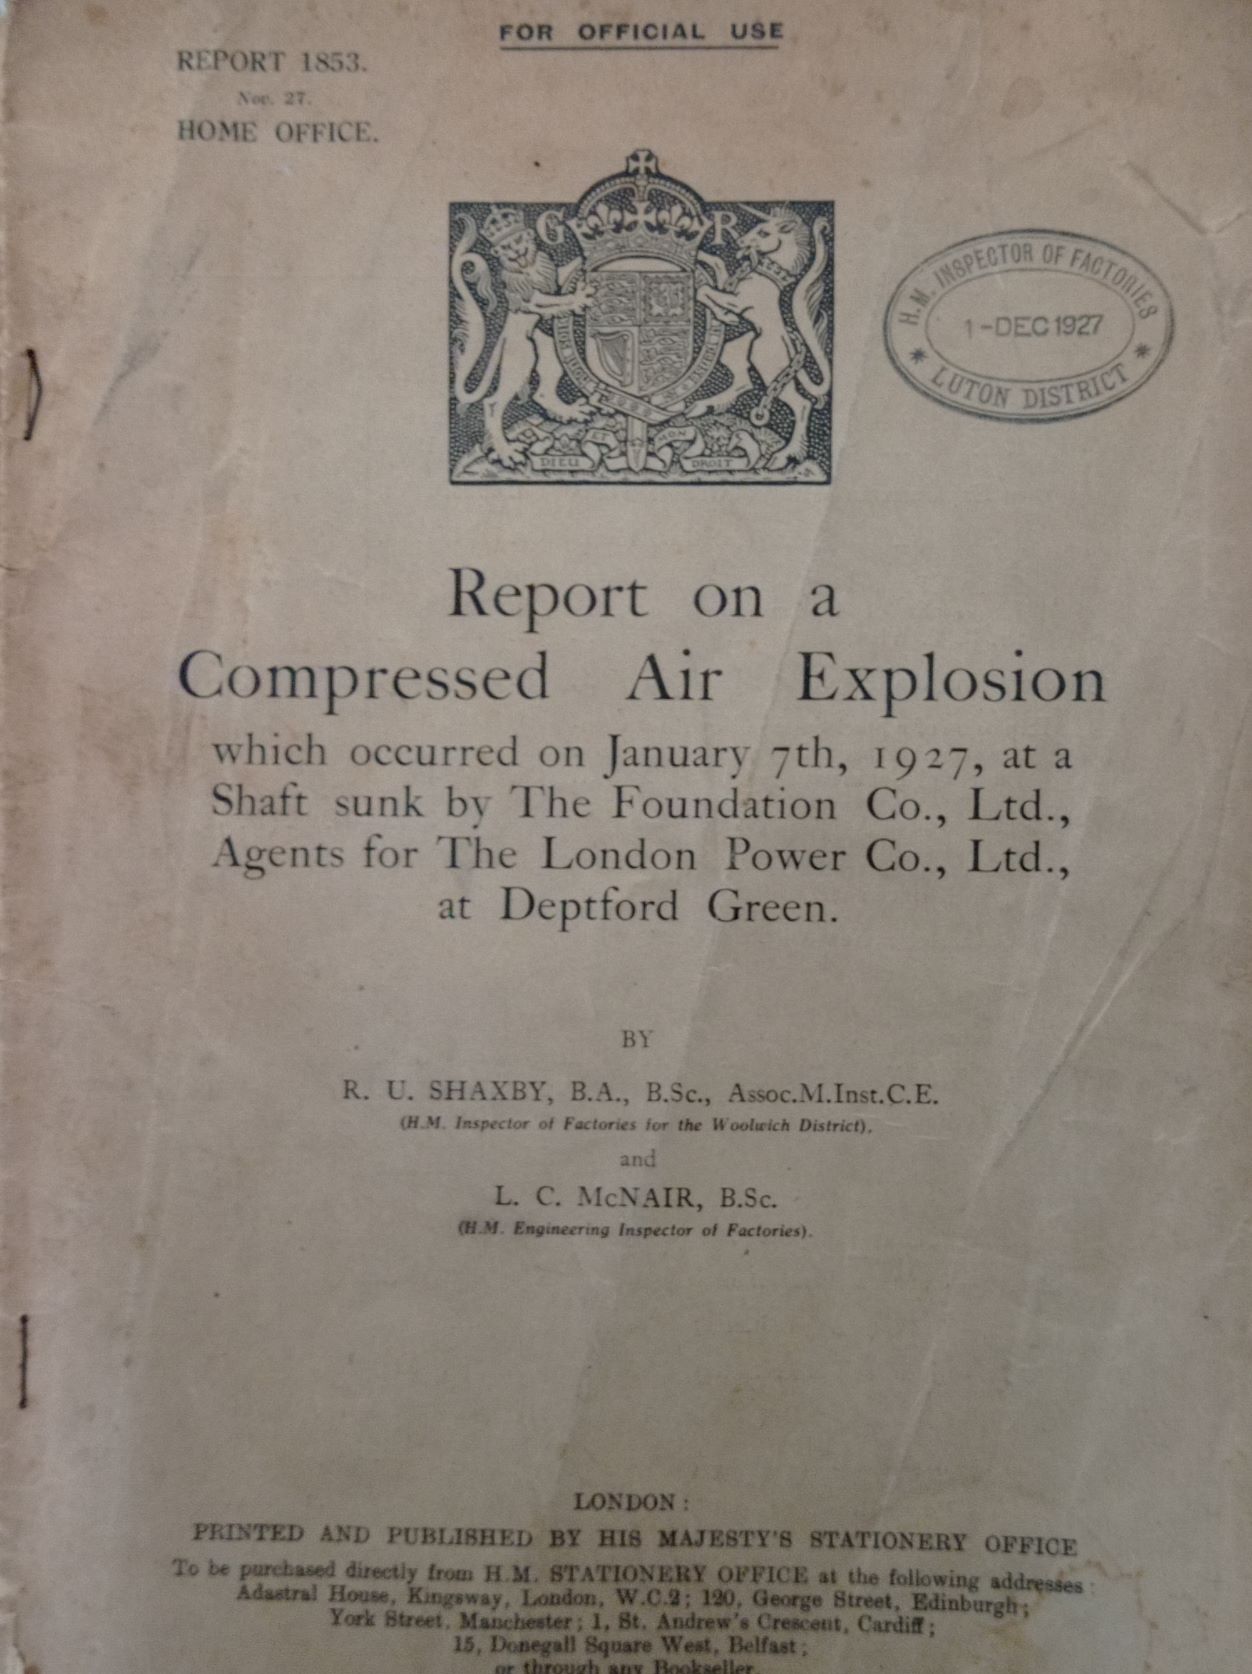 FOR OFFICIAL USE
REPORT 1853.
Nov. 27.
HOME OFFICE.
G R
H.M. INSPECTOR OF FACTORIES
1-DEC 1927
* LUTON DISTRICT *
DIEU ET MON DROIT
Report on a
Compressed Air Explosion
which occurred on January 7th, 1927, at a
Shaft sunk by The Foundation Co., Ltd.,
Agents for The London Power Co., Ltd.,
at Deptford Green.
BY
R. U. SHAXBY, B.A., B.Sc., Assoc.M.Inst.C.E.
(H.M. Inspector of Factories for the Woolwich District).
and
L. C. McNAIR, B.Sc.
(H.M. Engineering Inspector of Factories).
LONDON :
PRINTED AND PUBLISHED BY HIS MAJESTY'S STATIONERY OFFICE
To be purchased directly from H.M. STATIONERY OFFICE at the following addresses :
Adastral House, Kingsway, London, W.C.2; 120, George Street, Edinburgh;
York Street, Manchester; 1, St. Andrew's Crescent, Cardiff;
15, Donegall Square West, Belfast;
or through any Bookseller.